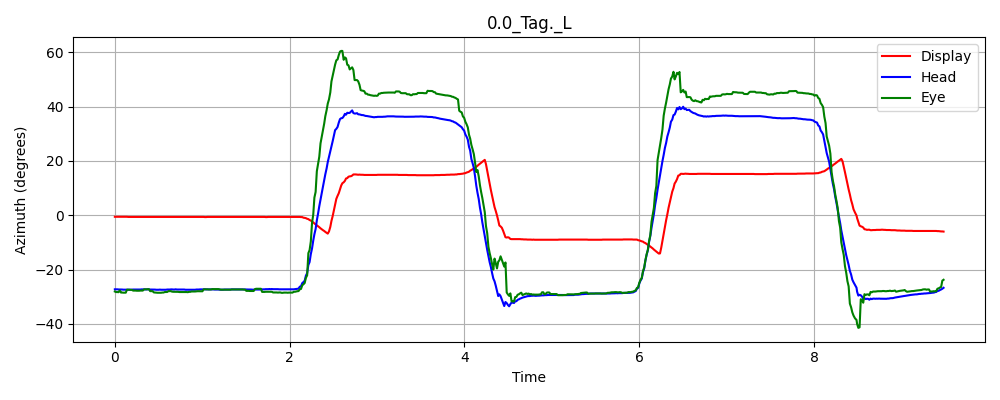 0.0_Tag._L
Azimuth (degrees)
60
40
20
0
−20
−40
Display
Head
Eye
0 2 4 6 8
Time